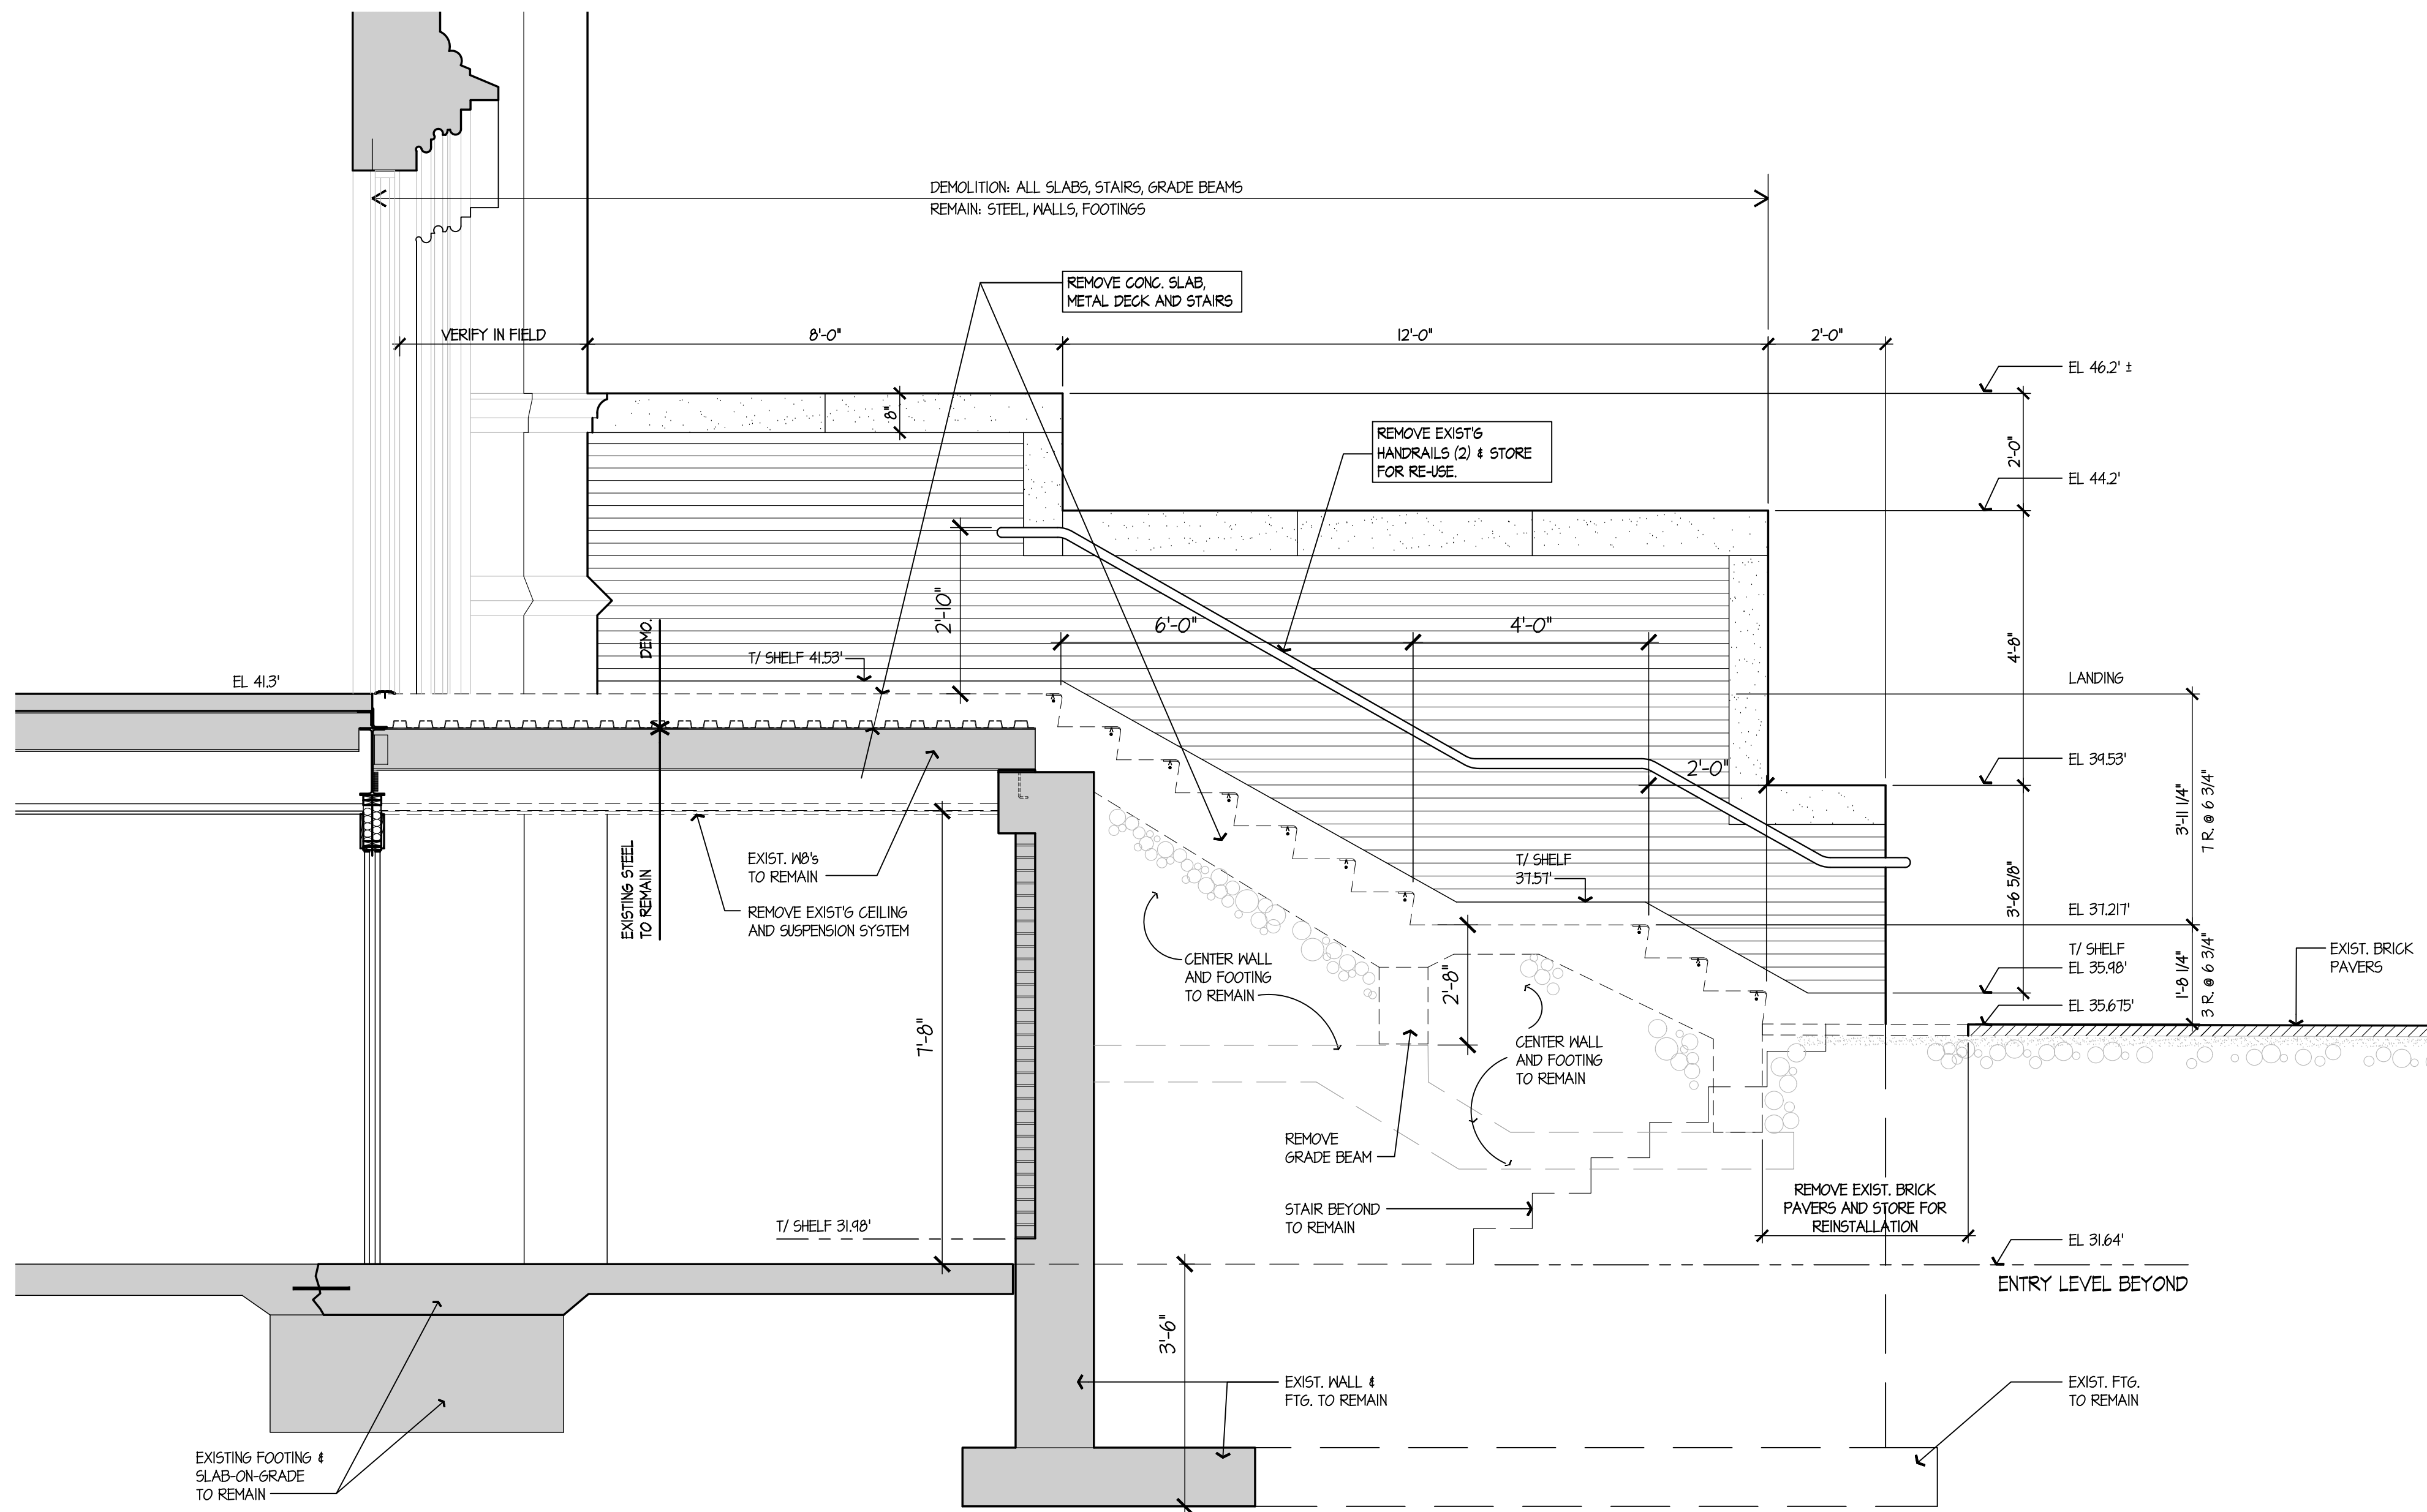 DEMOLITION: ALL SLABS, STAIRS, GRADE BEAMS
REMAIN: STEEL, WALLS, FOOTINGS
REMOVE CONC. SLAB,
METAL DECK AND STAIRS
VERIFY IN FIELD
8'-0"
12'-0"
2'-0"
EL 46.2' ±
8"
REMOVE EXIST'G
HANDRAILS (2) & STORE
FOR RE-USE.
2'-0"
EL 44.2'
2'-10"
6'-0"
4'-0"
DEMO.
T/ SHELF 41.53'
4'-8"
EL 41.3'
LANDING
2'-0"
EL 39.53'
3'-11 1/4"
7 R. @ 6 3/4"
EXISTING STEEL
TO REMAIN
EXIST. W8's
TO REMAIN
T/ SHELF
37.57'
3'-6 5/8"
REMOVE EXIST'G CEILING
AND SUSPENSION SYSTEM
EL 37.217'
CENTER WALL
AND FOOTING
TO REMAIN
2'-8"
T/ SHELF
EL 35.98'
1'-8 1/4"
3 R. @ 6 3/4"
EXIST. BRICK
PAVERS
EL 35.675'
7'-8"
CENTER WALL
AND FOOTING
TO REMAIN
REMOVE
GRADE BEAM
REMOVE EXIST. BRICK
PAVERS AND STORE FOR
REINSTALLATION
STAIR BEYOND
TO REMAIN
T/ SHELF 31.98'
EL 31.64'
ENTRY LEVEL BEYOND
3'-6"
EXIST. WALL &
FTG. TO REMAIN
EXIST. FTG.
TO REMAIN
EXISTING FOOTING &
SLAB-ON-GRADE
TO REMAIN